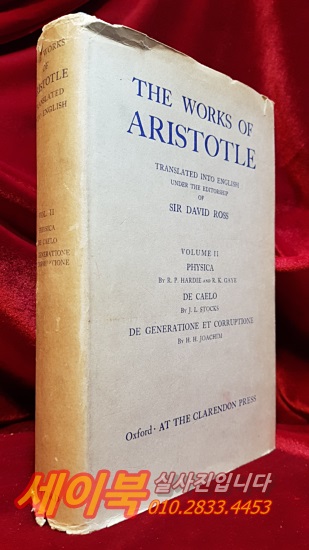 THE WORKS OF
ARISTOTLE
TRANSLATED INTO ENGLISH
UNDER THE EDITORSHIP
OF
SIR DAVID ROSS
VOLUME II
PHYSICA
BY R. P. HARDIE AND R. K. GAYE
DE CAELO
BY J. L. STOCKS
DE GENERATIONE ET CORRUPTIONE
BY H. H. JOACHIM
Oxford · AT THE CLARENDON PRESS
WORKS
OF
ARISTOTLE
TRANSLATED
ENGLISH
VOL. II
PHYSICA
DE CAELO
GENERATIONE
세이북 실사진입니다
010.2833.4453